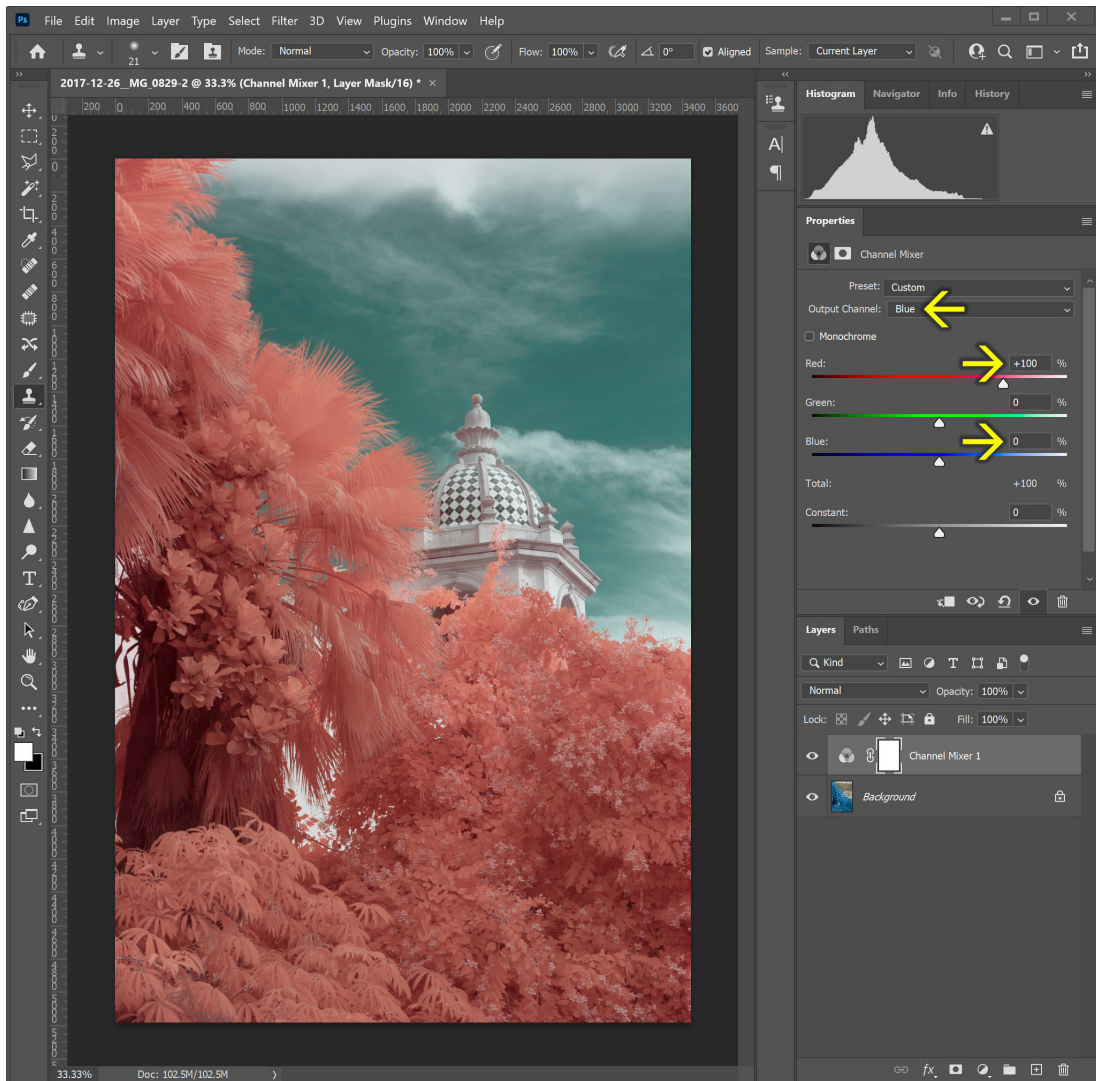 Ps File Edit Image Layer Type Select Filter 3D View Plugins Window Help
21 Mode: Normal Opacity: 100% Flow: 100% 0° Aligned Sample: Current Layer
2017-12-26__MG_0829-2 @ 33.3% (Channel Mixer 1, Layer Mask/16) * ×
200 0 200 400 600 800 1000 1200 1400 1600 1800 2000 2200 2400 2600 2800 3000 3200 3400 3600
Histogram Navigator Info History
Properties
Channel Mixer
Preset: Custom
Output Channel: Blue
Monochrome
Red: +100 %
Green: 0 %
Blue: 0 %
Total: +100 %
Constant: 0 %
Layers Paths
Kind
Normal Opacity: 100%
Lock: Fill: 100%
Channel Mixer 1
Background
33.33% Doc: 102.5M/102.5M